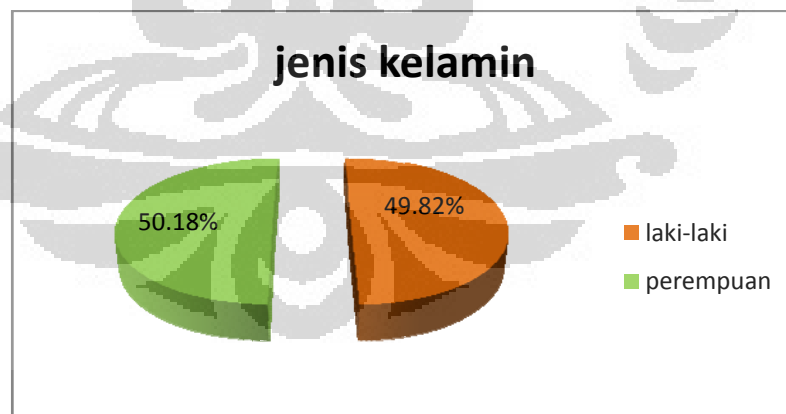 jenis kelamin
50.18%
49.82%
laki-laki
perempuan